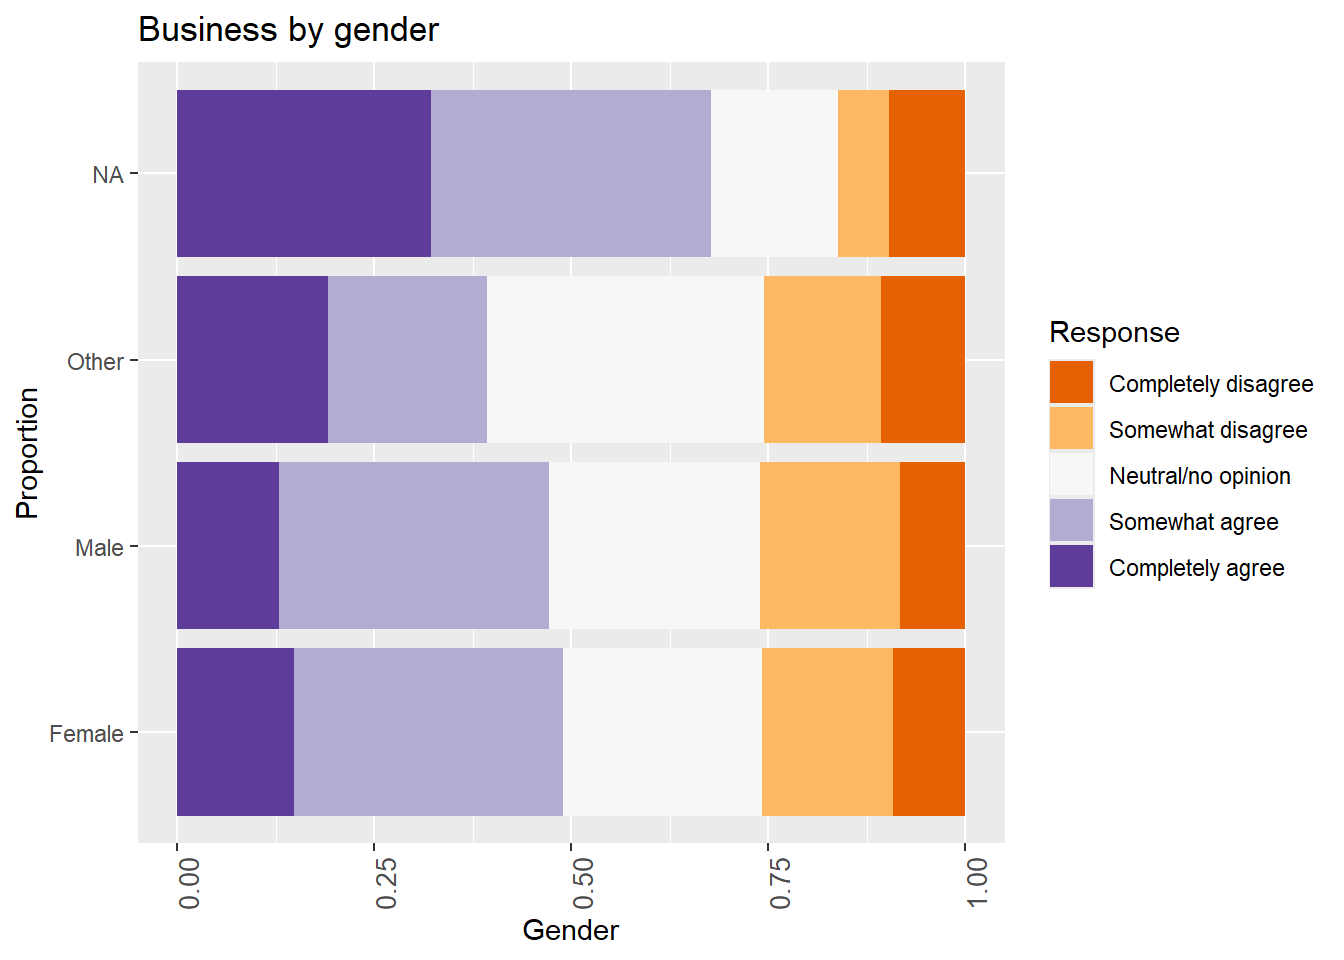 Business by gender
NA
Other
Male
Female
Proportion
0.00
0.25
0.50
0.75
1.00
Gender
Response
Completely disagree
Somewhat disagree
Neutral/no opinion
Somewhat agree
Completely agree